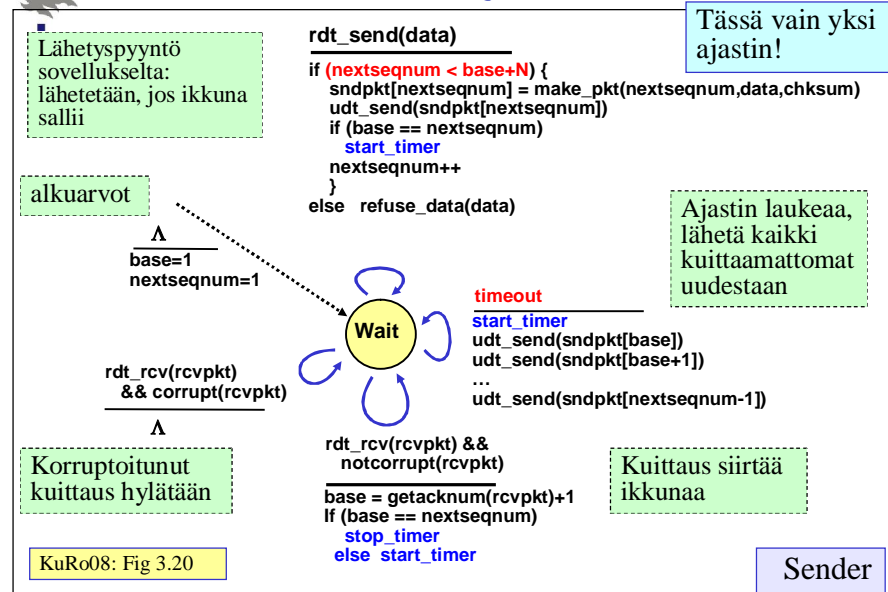 Tässä vain yksi
ajastin!
Lähetyspyyntö
sovellukselta:
lähetetään, jos ikkuna
sallii
rdt_send(data)
if (nextseqnum < base+N) {
sndpkt[nextseqnum] = make_pkt(nextseqnum,data,chksum)
udt_send(sndpkt[nextseqnum])
if (base == nextseqnum)
start_timer
nextseqnum++
}
else refuse_data(data)
alkuarvot
Λ
base=1
nextseqnum=1
Ajastin laukeaa,
lähetä kaikki
kuittaamattomat
uudestaan
Wait
timeout
start_timer
udt_send(sndpkt[base])
udt_send(sndpkt[base+1])
…
udt_send(sndpkt[nextseqnum-1])
rdt_rcv(rcvpkt)
&& corrupt(rcvpkt)
Λ
Korruptoitunut
kuittaus hylätään
rdt_rcv(rcvpkt) &&
notcorrupt(rcvpkt)
base = getacknum(rcvpkt)+1
If (base == nextseqnum)
stop_timer
else start_timer
Kuittaus siirtää
ikkunaa
KuRo08: Fig 3.20
Sender